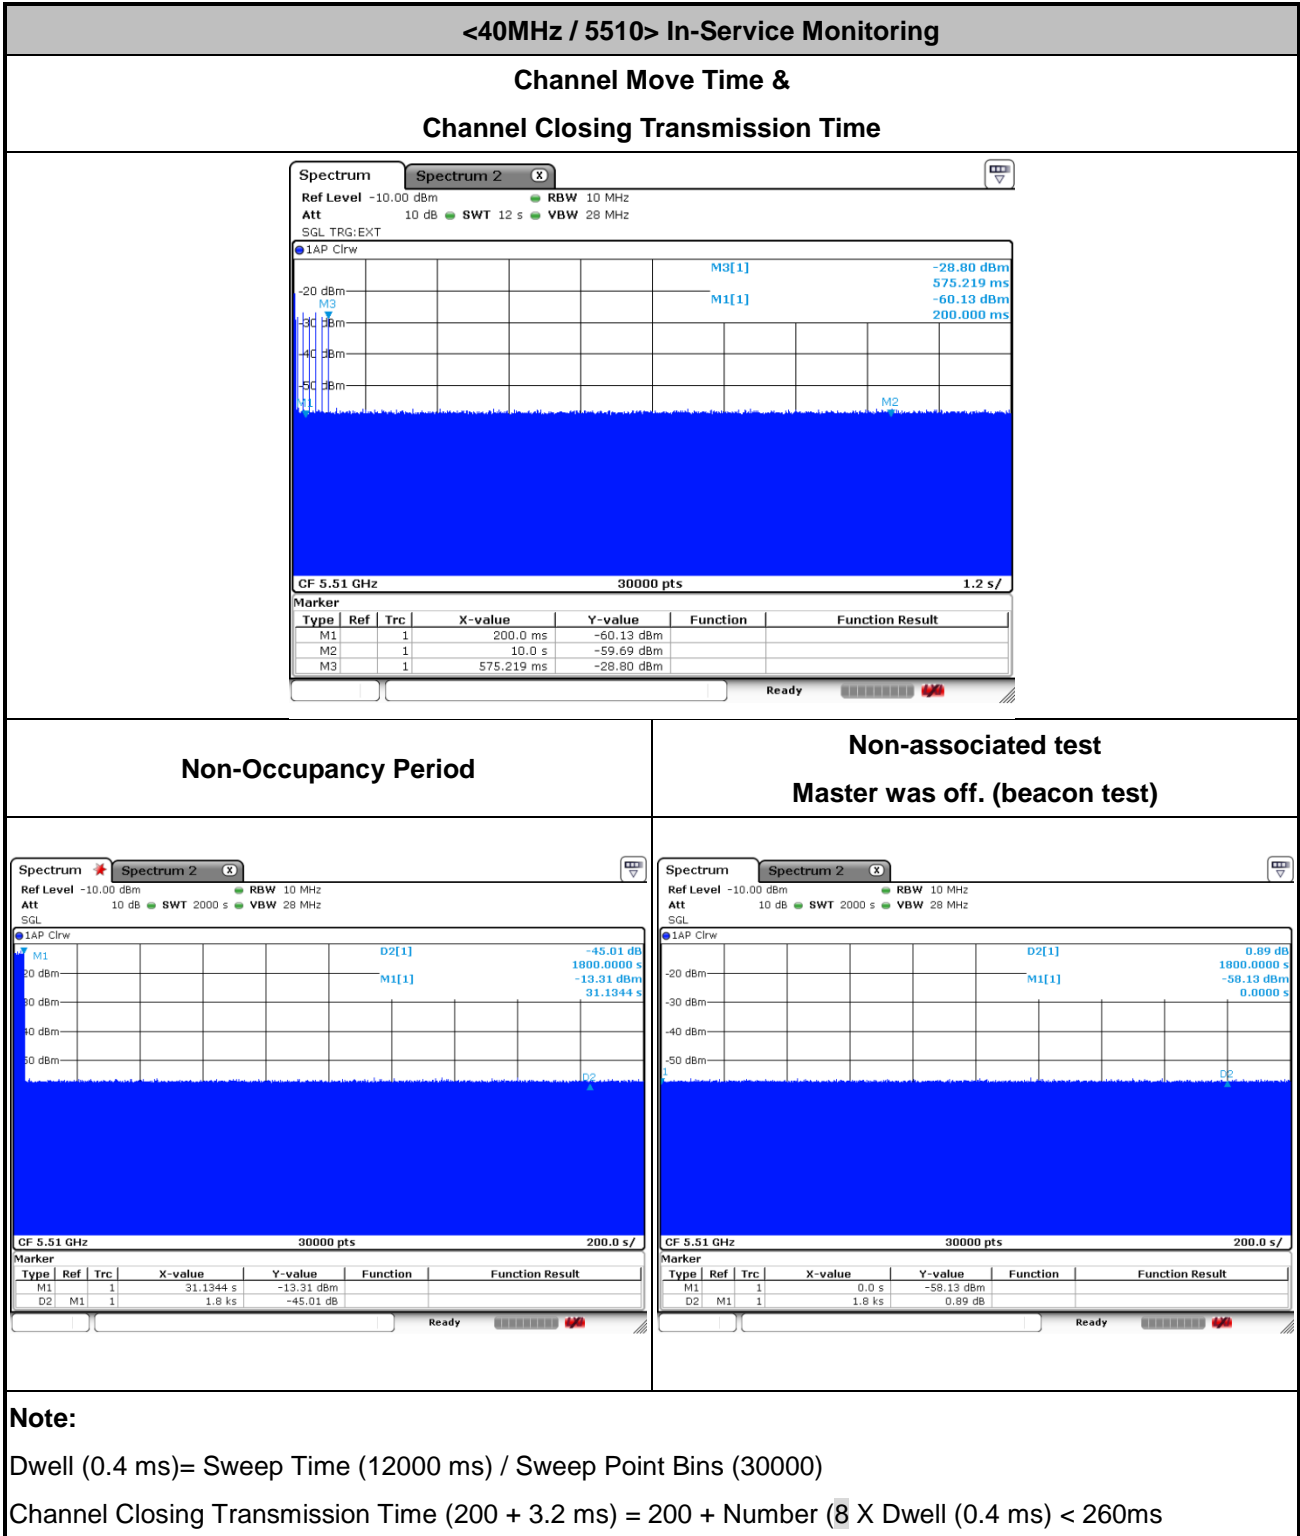 <40MHz / 5510> In-Service Monitoring
Channel Move Time &
Channel Closing Transmission Time
Spectrum Spectrum 2 X
Ref Level -10.00 dBm RBW 10 MHz
Att 10 dB SWT 12 s VBW 28 MHz
SGL TRG:EXT
1AP Clrw
M3[1] -28.80 dBm
575.219 ms
-20 dBm
M1[1] -60.13 dBm
M3
200.000 ms
-30 dBm
-40 dBm
-50 dBm
M1 M2
CF 5.51 GHz 30000 pts 1.2 s/
Marker
Type Ref Trc X-value Y-value Function Function Result
M1 1 200.0 ms -60.13 dBm
M2 1 10.0 s -59.69 dBm
M3 1 575.219 ms -28.80 dBm
Ready
Non-Occupancy Period
Non-associated test
Master was off. (beacon test)
Spectrum Spectrum 2 X
Ref Level -10.00 dBm RBW 10 MHz
Att 10 dB SWT 2000 s VBW 28 MHz
SGL
1AP Clrw
M1 D2[1] -45.01 dB
1800.0000 s
20 dBm M1[1] -13.31 dBm
31.1344 s
30 dBm
40 dBm
50 dBm
D2
CF 5.51 GHz 30000 pts 200.0 s/
Marker
Type Ref Trc X-value Y-value Function Function Result
M1 1 31.1344 s -13.31 dBm
D2 M1 1 1.8 ks -45.01 dB
Ready
Spectrum Spectrum 2 X
Ref Level -10.00 dBm RBW 10 MHz
Att 10 dB SWT 2000 s VBW 28 MHz
SGL
1AP Clrw
D2[1] 0.89 dB
1800.0000 s
-20 dBm M1[1] -58.13 dBm
0.0000 s
-30 dBm
-40 dBm
-50 dBm
1 D2
CF 5.51 GHz 30000 pts 200.0 s/
Marker
Type Ref Trc X-value Y-value Function Function Result
M1 1 0.0 s -58.13 dBm
D2 M1 1 1.8 ks 0.89 dB
Ready
Note:
Dwell (0.4 ms)= Sweep Time (12000 ms) / Sweep Point Bins (30000)
Channel Closing Transmission Time (200 + 3.2 ms) = 200 + Number (8 X Dwell (0.4 ms) < 260ms